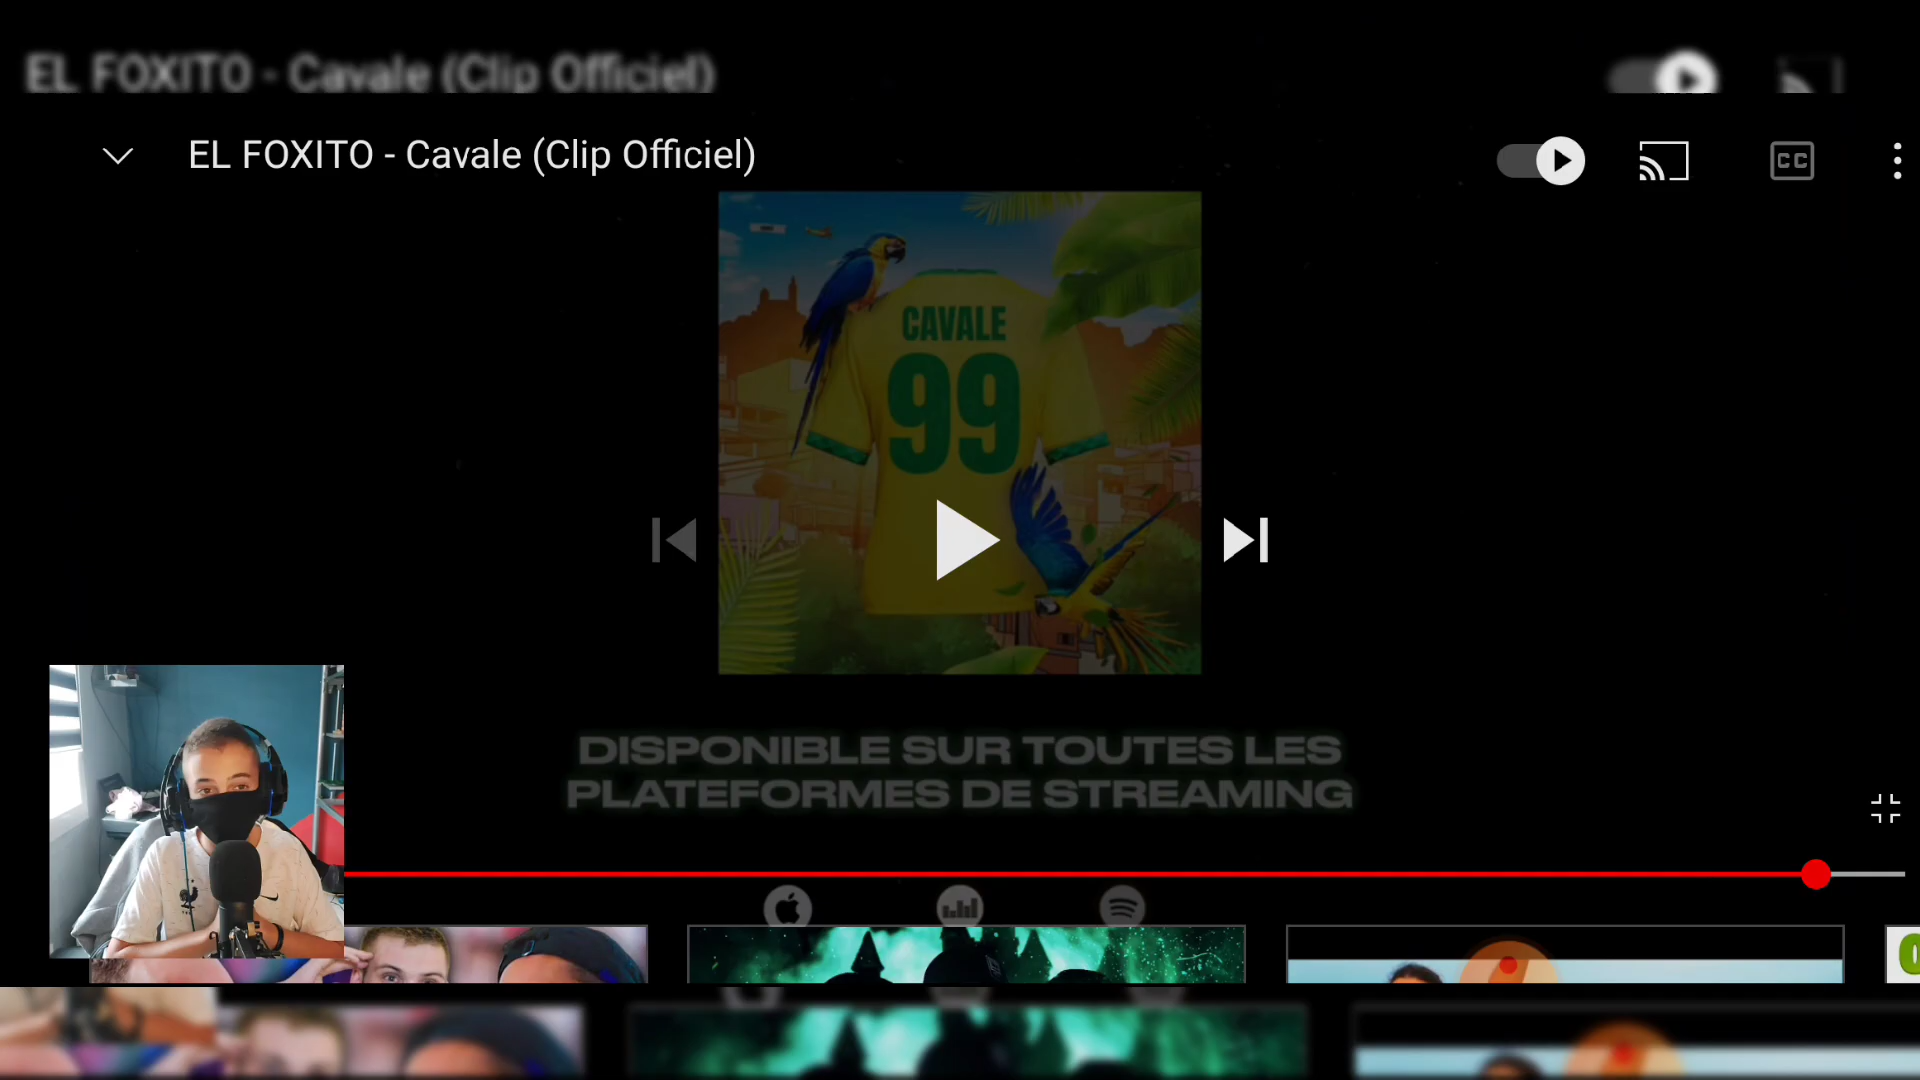 EL FOXITO - Cavale (Clip Officiel)
EL FOXITO - Cavale (Clip Officiel)
CC
CAVALE
99
DISPONIBLE SUR TOUTES LES
PLATEFORMES DE STREAMING